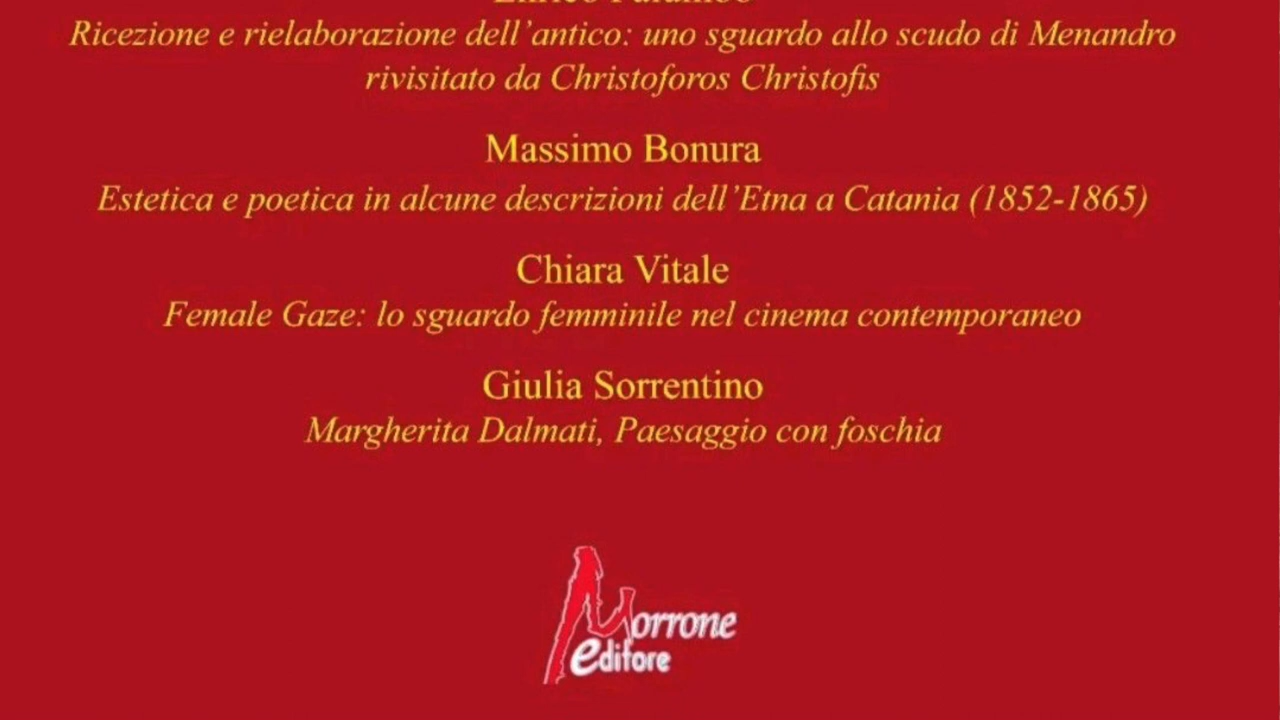 Ricezione e rielaborazione dell'antico: uno sguardo allo scudo di Menandro
rivisitato da Christoforos Christofis
Massimo Bonura
Estetica e poetica in alcune descrizioni dell'Etna a Catania (1852-1865)
Chiara Vitale
Female Gaze: lo sguardo femminile nel cinema contemporaneo
Giulia Sorrentino
Margherita Dalmati, Paesaggio con foschia
Morrone
editore